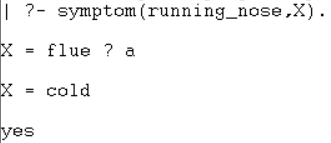 | ?- symptom(running_nose,X).
X = flue ? a
X = cold
yes